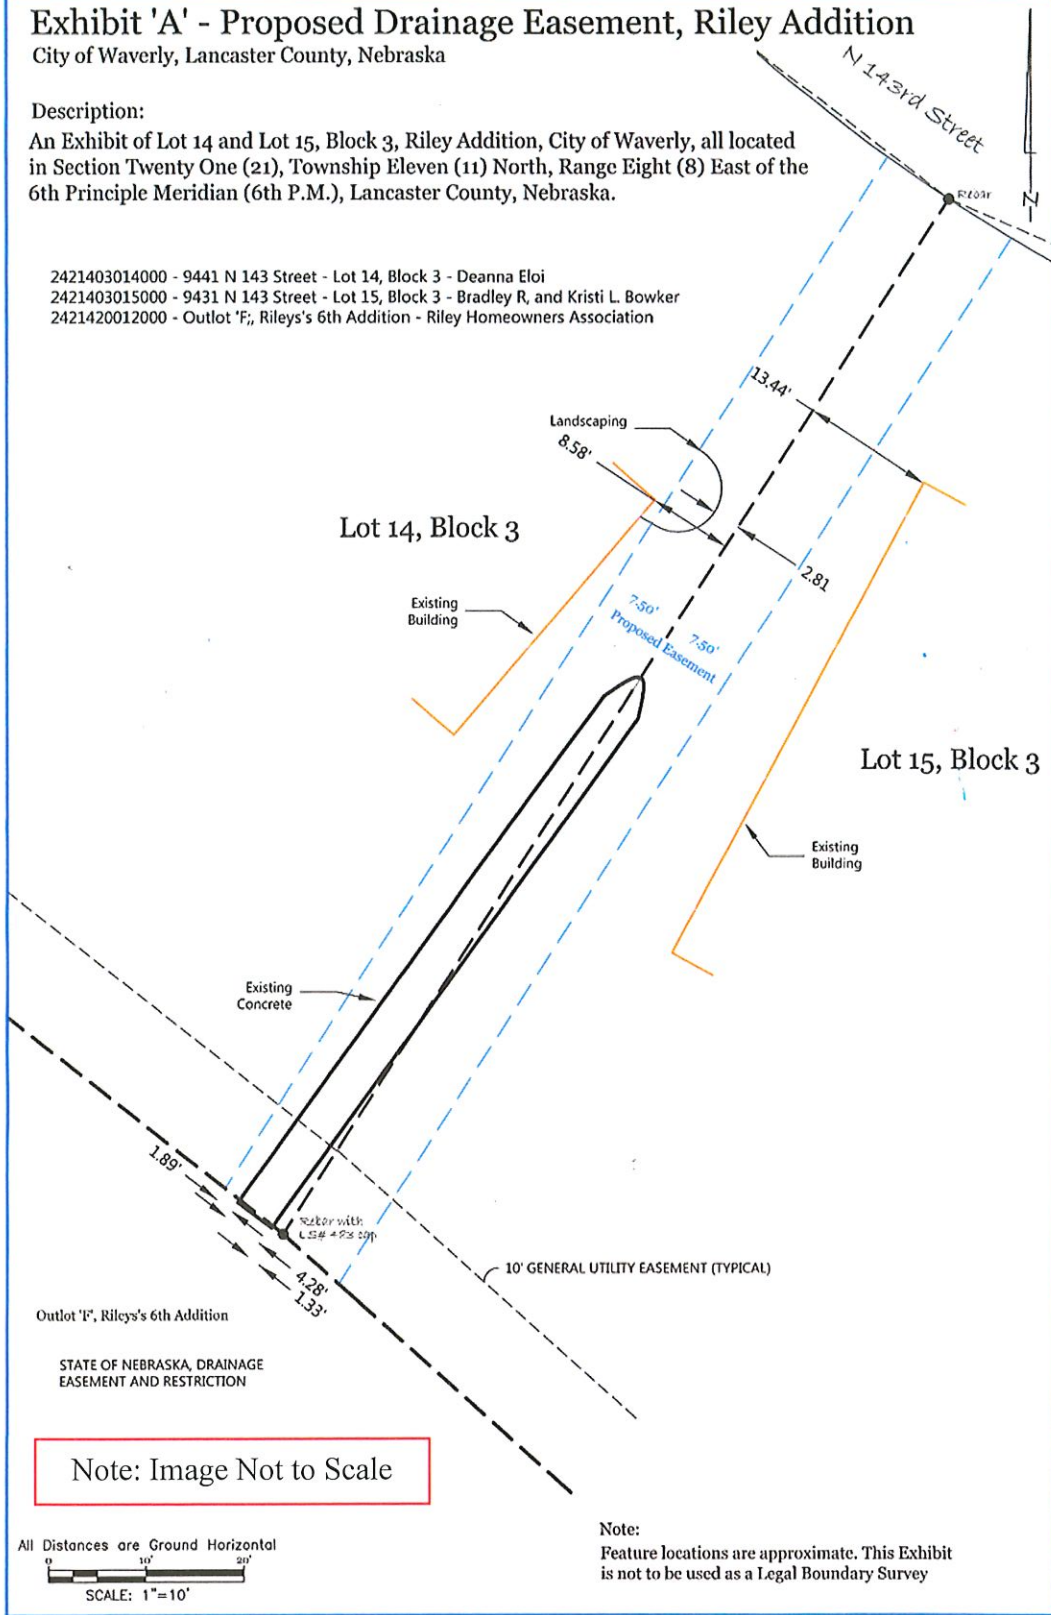 Exhibit 'A' - Proposed Drainage Easement, Riley Addition
City of Waverly, Lancaster County, Nebraska
N 143rd Street
Description:
An Exhibit of Lot 14 and Lot 15, Block 3, Riley Addition, City of Waverly, all located
in Section Twenty One (21), Township Eleven (11) North, Range Eight (8) East of the
6th Principle Meridian (6th P.M.), Lancaster County, Nebraska.
N
Rebar
2421403014000 - 9441 N 143 Street - Lot 14, Block 3 - Deanna Eloi
2421403015000 - 9431 N 143 Street - Lot 15, Block 3 - Bradley R, and Kristi L. Bowker
2421420012000 - Outlot 'F;, Rileys's 6th Addition - Riley Homeowners Association
13.44'
Landscaping
8.58'
Lot 14, Block 3
2.81
Existing
Building
7.50'
Proposed Easement
7.50'
Lot 15, Block 3
Existing
Building
Existing
Concrete
1.89'
Rebar with
LS# 493 cap
4.28'
1.33'
10' GENERAL UTILITY EASEMENT (TYPICAL)
Outlot 'F', Rileys's 6th Addition
STATE OF NEBRASKA, DRAINAGE
EASEMENT AND RESTRICTION
Note: Image Not to Scale
All Distances are Ground Horizontal
0 10' 20'
SCALE: 1"=10'
Note:
Feature locations are approximate. This Exhibit
is not to be used as a Legal Boundary Survey